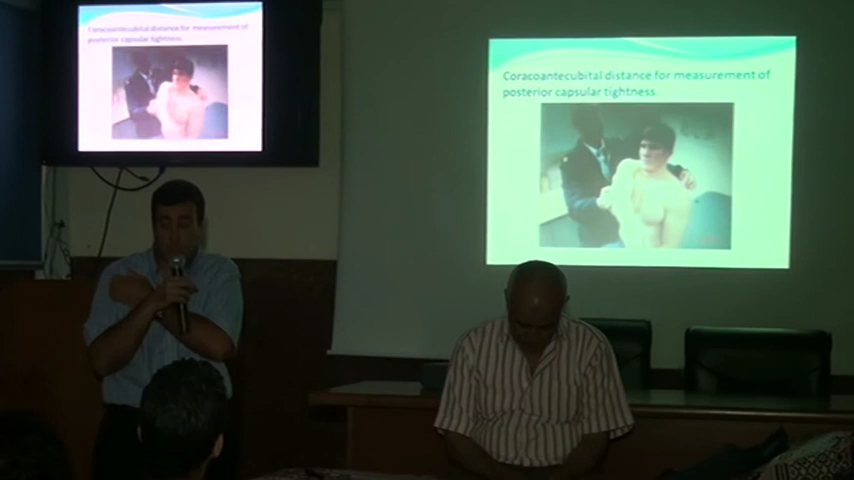 Coracoantecubital distance for measurement of
posterior capsular tightness.
Coracoantecubital distance for measurement of
posterior capsular tightness.